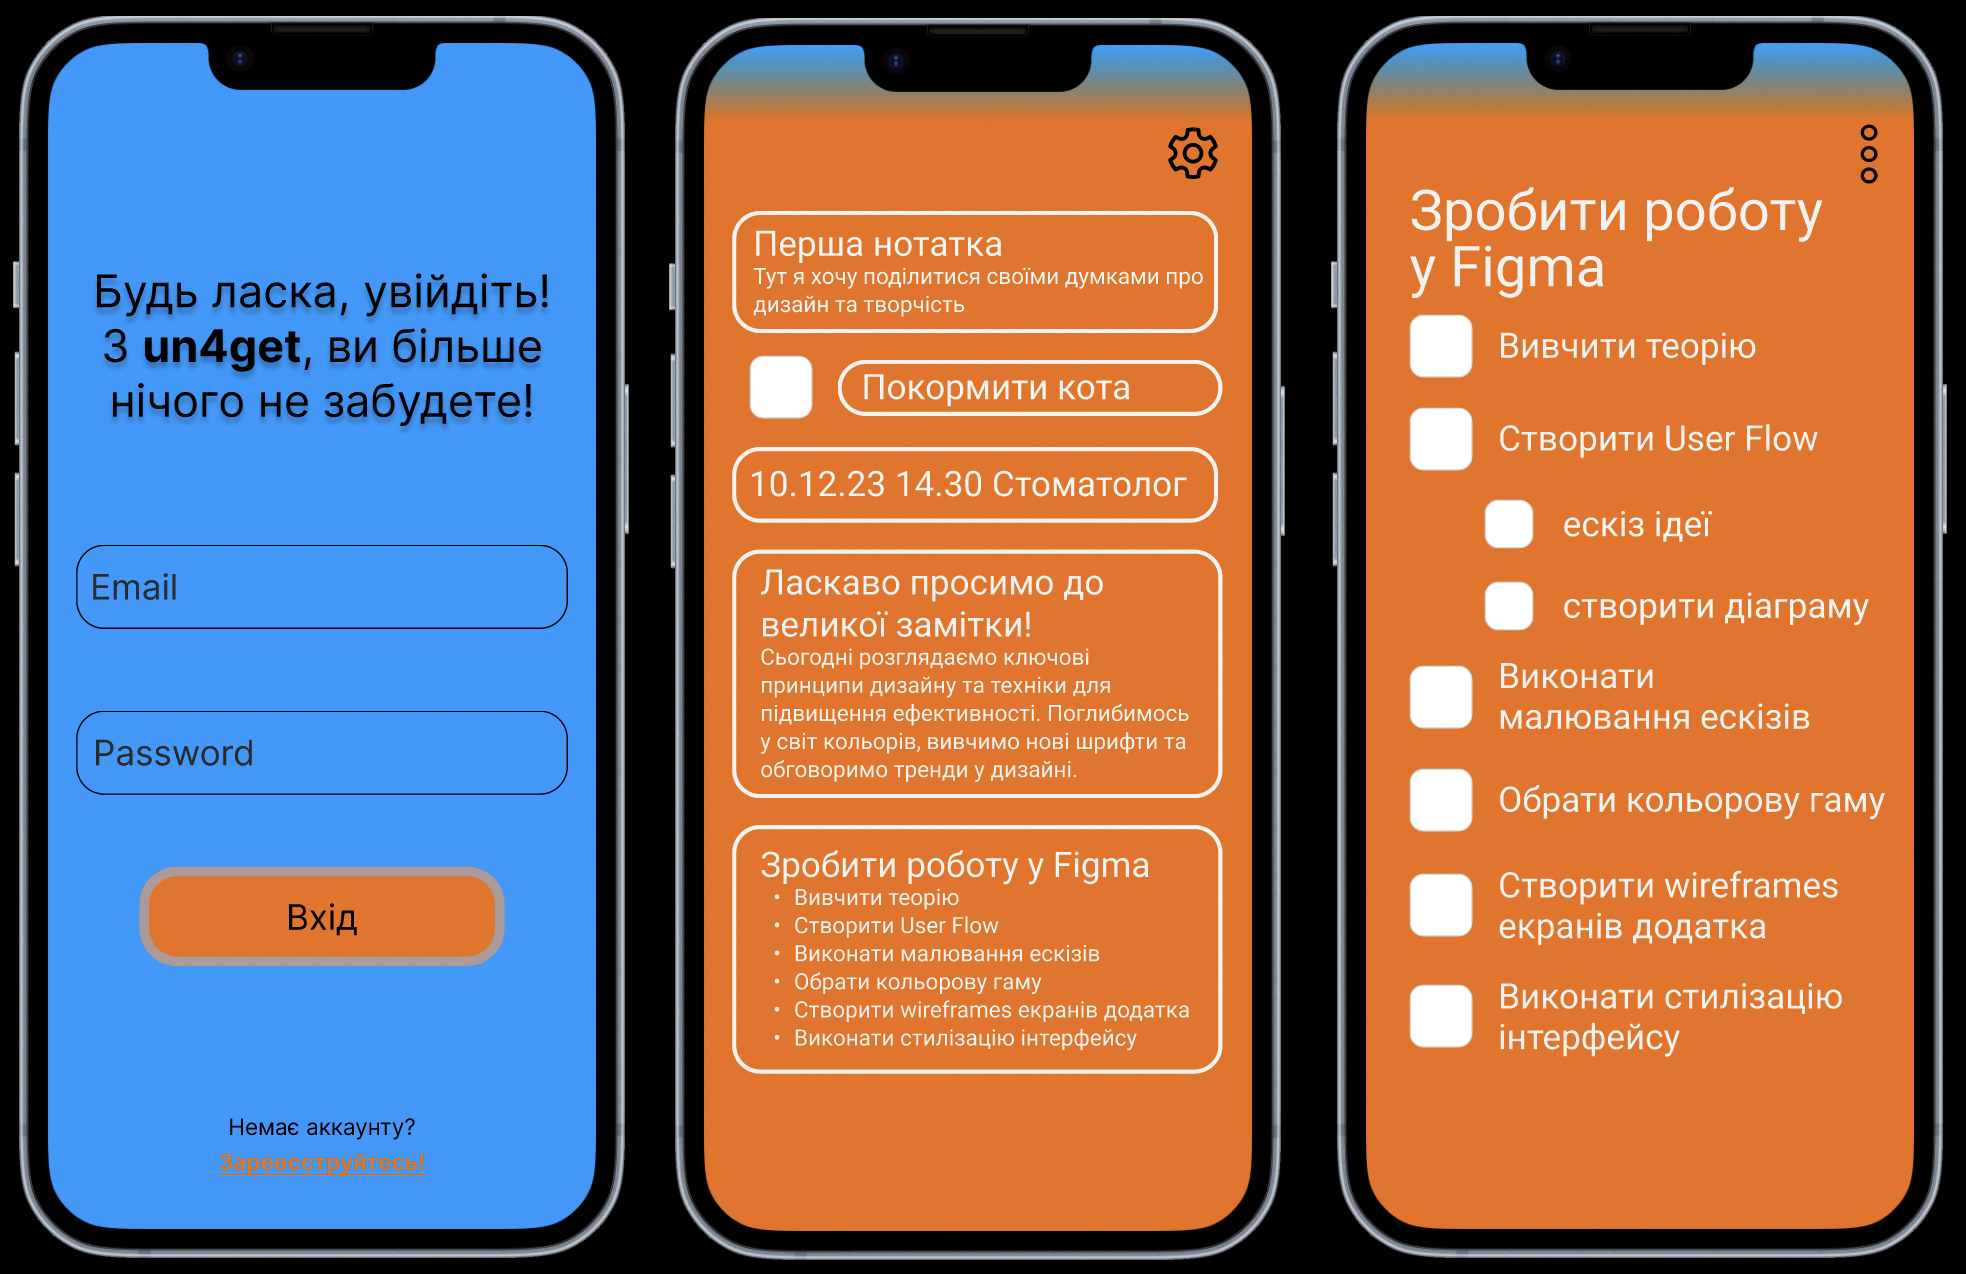 Будь ласка, увійдіть!
З un4get, ви більше
нічого не забудете!
Email
Password
Вхід
Немає аккаунту?
Зареєструйтесь!
Перша нотатка
Тут я хочу поділитися своїми думками про
дизайн та творчість
Покормити кота
10.12.23 14.30 Стоматолог
Ласкаво просимо до
великої замітки!
Сьогодні розглядаємо ключові
принципи дизайну та техніки для
підвищення ефективності. Поглибимось
у світ кольорів, вивчимо нові шрифти та
обговоримо тренди у дизайні.
Зробити роботу у Figma
• Вивчити теорію
• Створити User Flow
• Виконати малювання ескізів
• Обрати кольорову гаму
• Створити wireframes екранів додатка
• Виконати стилізацію інтерфейсу
Зробити роботу
у Figma
Вивчити теорію
Створити User Flow
ескіз ідеї
створити діаграму
Виконати
малювання ескізів
Обрати кольорову гаму
Створити wireframes
екранів додатка
Виконати стилізацію
інтерфейсу